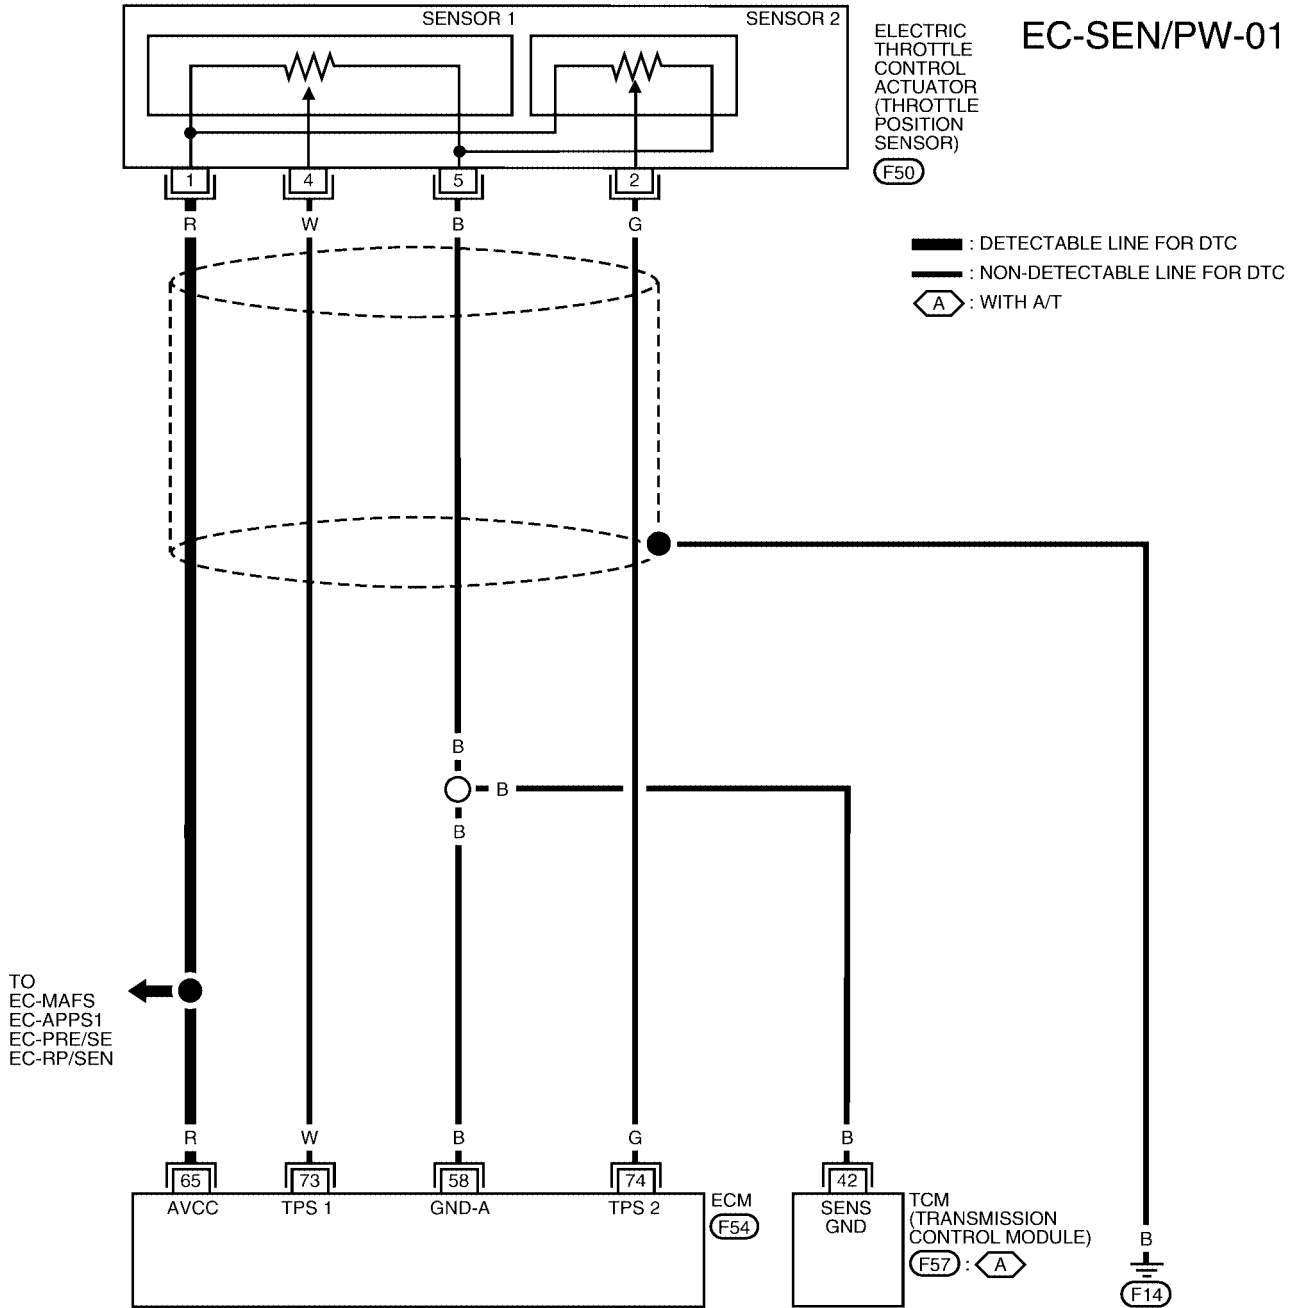 SENSOR 1
SENSOR 2
EC-SEN/PW-01
ELECTRIC
THROTTLE
CONTROL
ACTUATOR
(THROTTLE
POSITION
SENSOR)
F50
1
4
5
2
R
W
B
G
: DETECTABLE LINE FOR DTC
: NON-DETECTABLE LINE FOR DTC
A : WITH A/T
B
B
B
TO
EC-MAFS
EC-APPS1
EC-PRE/SE
EC-RP/SEN
R
W
B
G
B
65
73
58
74
42
AVCC
TPS 1
GND-A
TPS 2
ECM
F54
SENS
GND
TCM
(TRANSMISSION
CONTROL MODULE)
F57 : A
B
F14